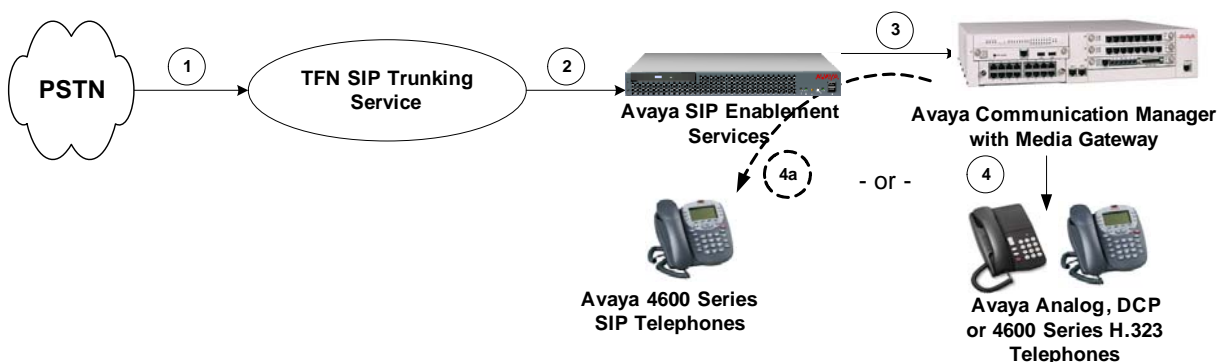 PSTN
1
TFN SIP Trunking
Service
2
AVAYA
Avaya SIP Enablement
Services
3
Avaya Communication Manager
with Media Gateway
4a
- or -
4
Avaya 4600 Series
SIP Telephones
Avaya Analog, DCP
or 4600 Series H.323
Telephones